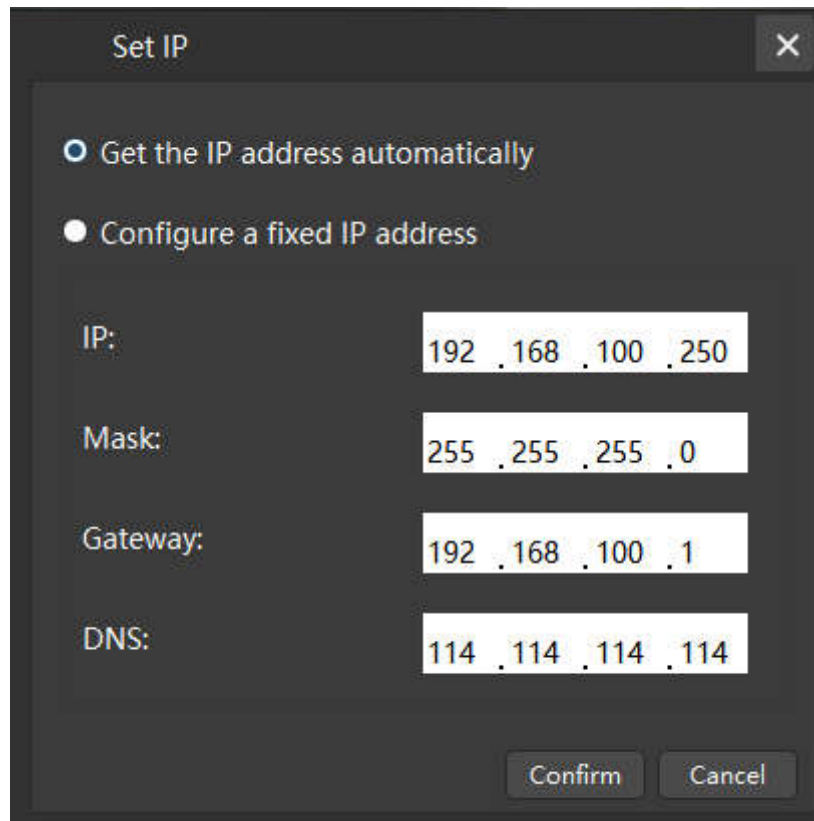 Set IP
Get the IP address automatically
Configure a fixed IP address
IP: 192 .168 .100 .250
Mask: 255 .255 .255 .0
Gateway: 192 .168 .100 .1
DNS: 114 .114 .114 .114
Confirm Cancel